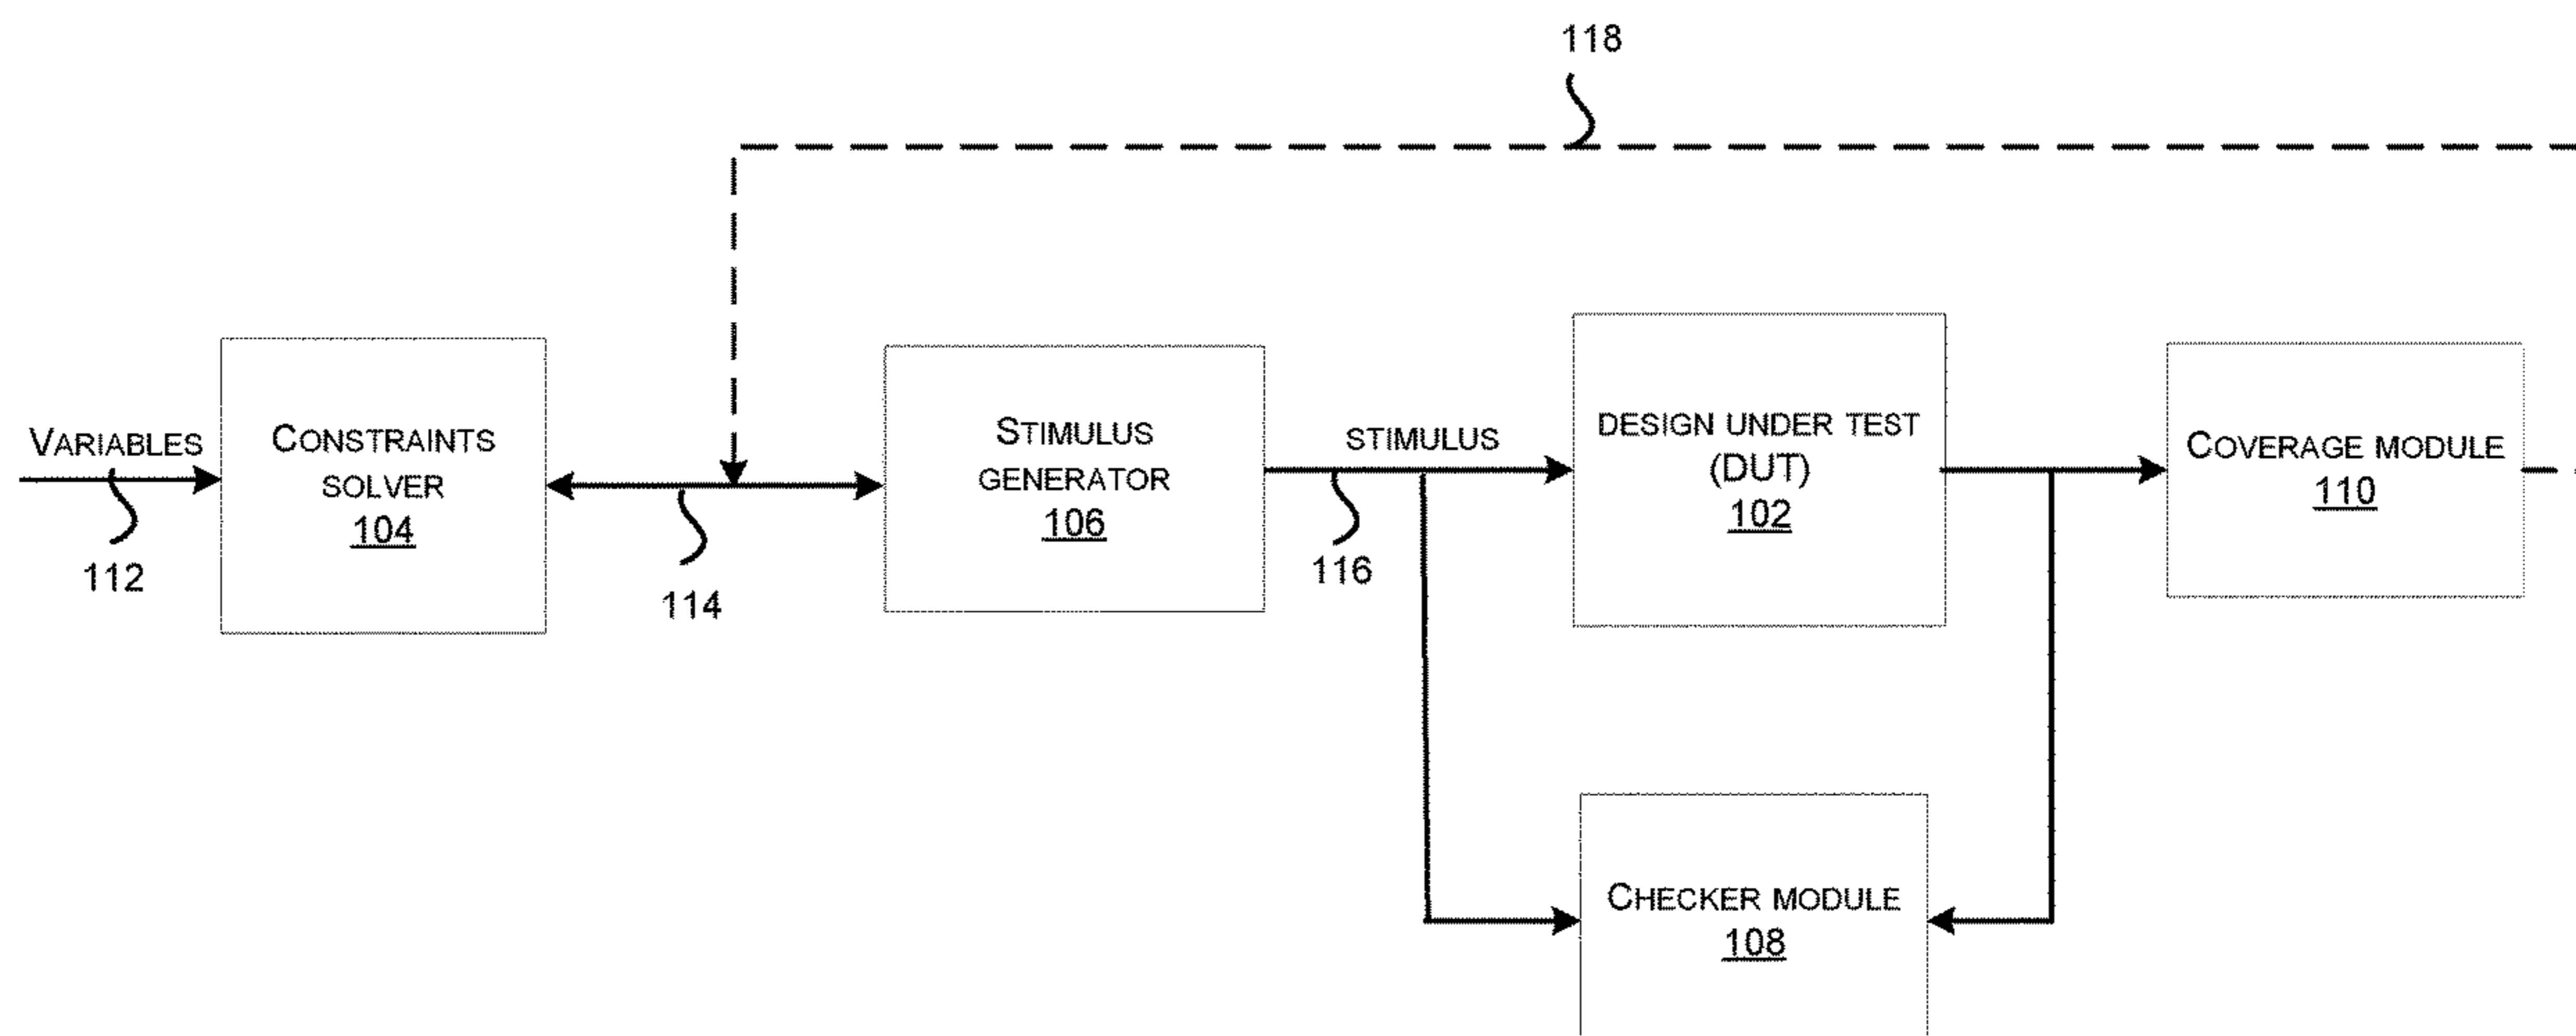 118
VARIABLES
112
CONSTRAINTS
SOLVER
104
114
STIMULUS
GENERATOR
106
STIMULUS
116
DESIGN UNDER TEST
(DUT)
102
COVERAGE MODULE
110
CHECKER MODULE
108